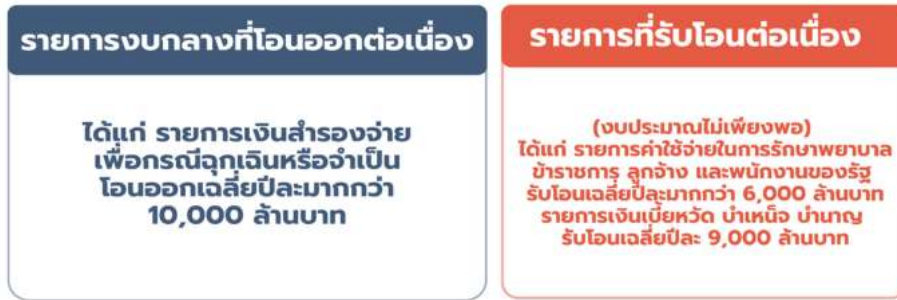 รายการงบกลางที่โอนออกต่อเนื่อง
ได้แก่ รายการเงินสำรองจ่าย
เพื่อกรณีฉุกเฉินหรือจำเป็น
โอนออกเฉลี่ยปีละมากกว่า
10,000 ล้านบาท
รายการที่รับโอนต่อเนื่อง
(งบประมาณไม่เพียงพอ)
ได้แก่ รายการค่าใช้จ่ายในการรักษาพยาบาล
ข้าราชการ ลูกจ้าง และพนักงานของรัฐ
รับโอนเฉลี่ยปีละมากกว่า 6,000 ล้านบาท
รายการเงินเบี้ยหวัด บำเหน็จ บำนาญ
รับโอนเฉลี่ยปีละ 9,000 ล้านบาท